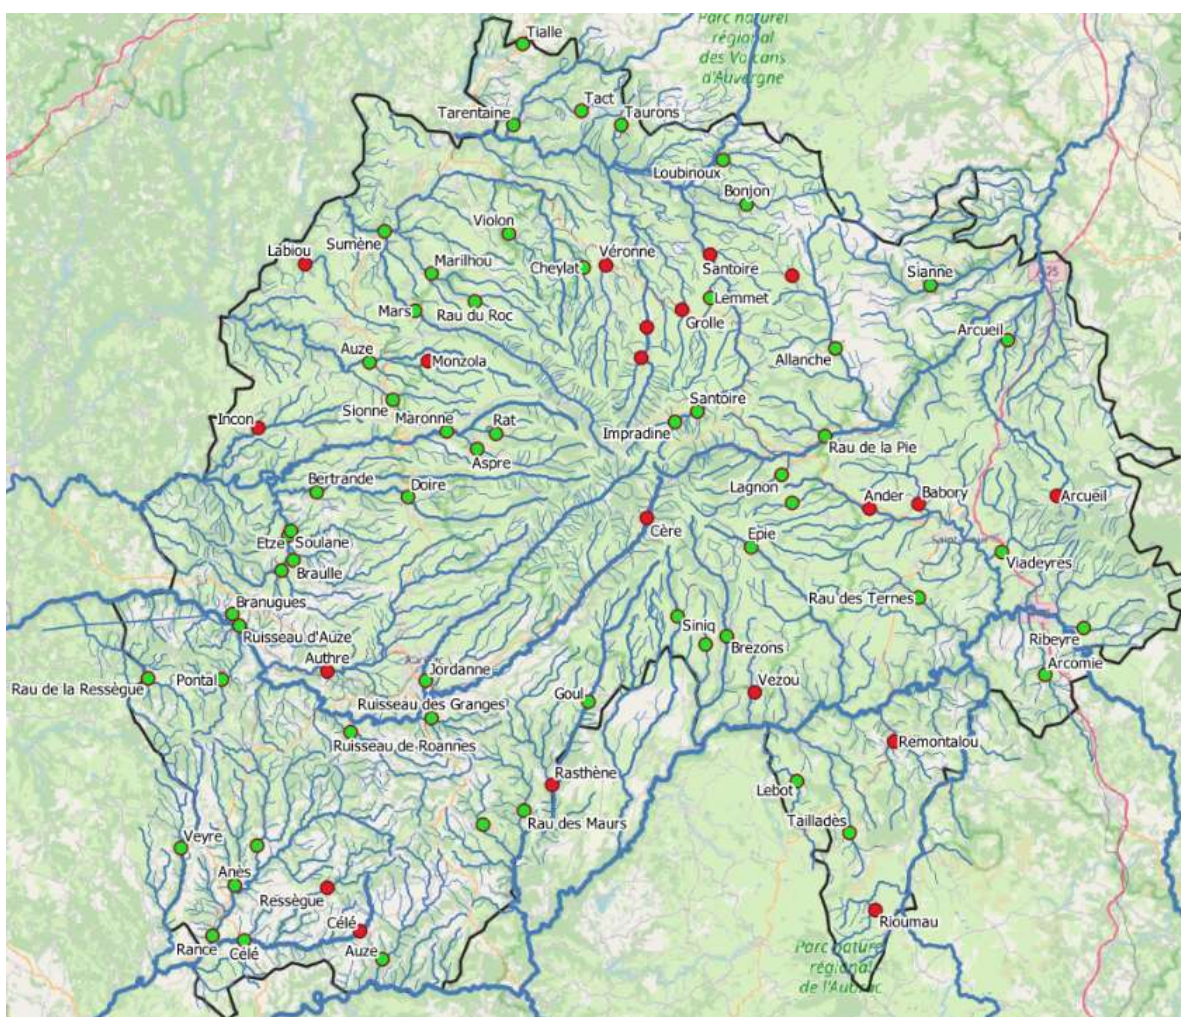 Parc naturel
régional
des Volcans
d'Auvergne
Tialle
Tact
Tarentaine
Taurons
Loubinoux
Bonjon
Violon
Sumène
Labiou
Marilhou
Cheylat
Véronne
Santoire
Sianne
A 75
Lemmet
Mars
Rau du Roc
Grolle
Arcueil
Auze
Monzola
Allanche
Sionne
Maronne
Rat
Santoire
Incon
Impradine
Rau de la Pie
Aspre
Bertrande
Doire
Lagnon
Ander
Babory
Arcueil
Cère
Etze
Soulane
Epie
Viadeyres
Braulle
Rau des Ternes
Branugues
Siniq
Ruisseau d'Auze
Brezons
Ribeyre
Authre
Jordanne
Arcomie
Rau de la Ressègue
Pontal
Goul
Vezou
Ruisseau des Granges
Ruisseau de Roannes
Remontalou
Rasthène
Lebot
Rau des Maurs
Taillades
Veyre
Anès
Ressègue
Célé
Rioumau
Rance
Célé
Auze
Parc naturel
régional
de l'Aubrac